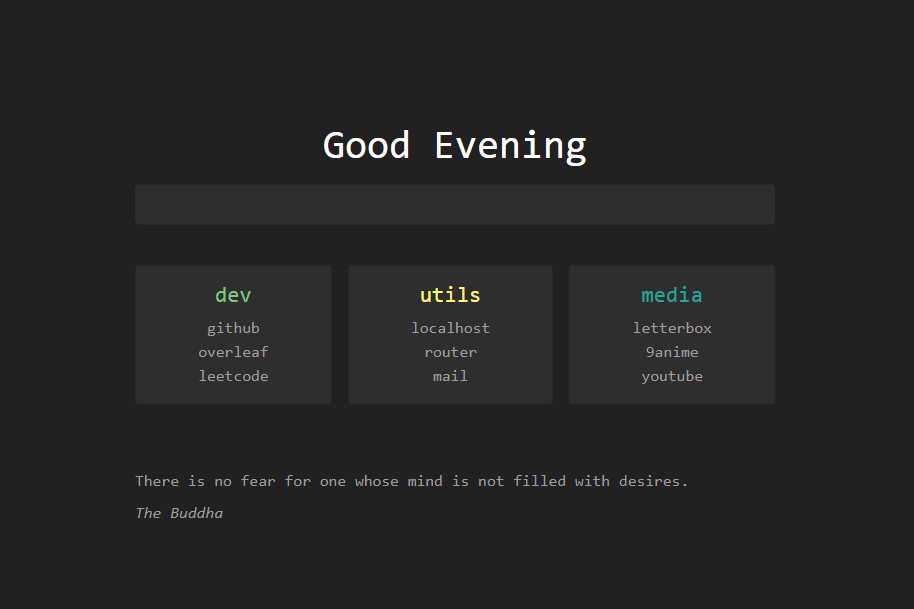 Good Evening
dev
github
overleaf
leetcode
utils
localhost
router
mail
media
letterbox
9anime
youtube
There is no fear for one whose mind is not filled with desires.
The Buddha